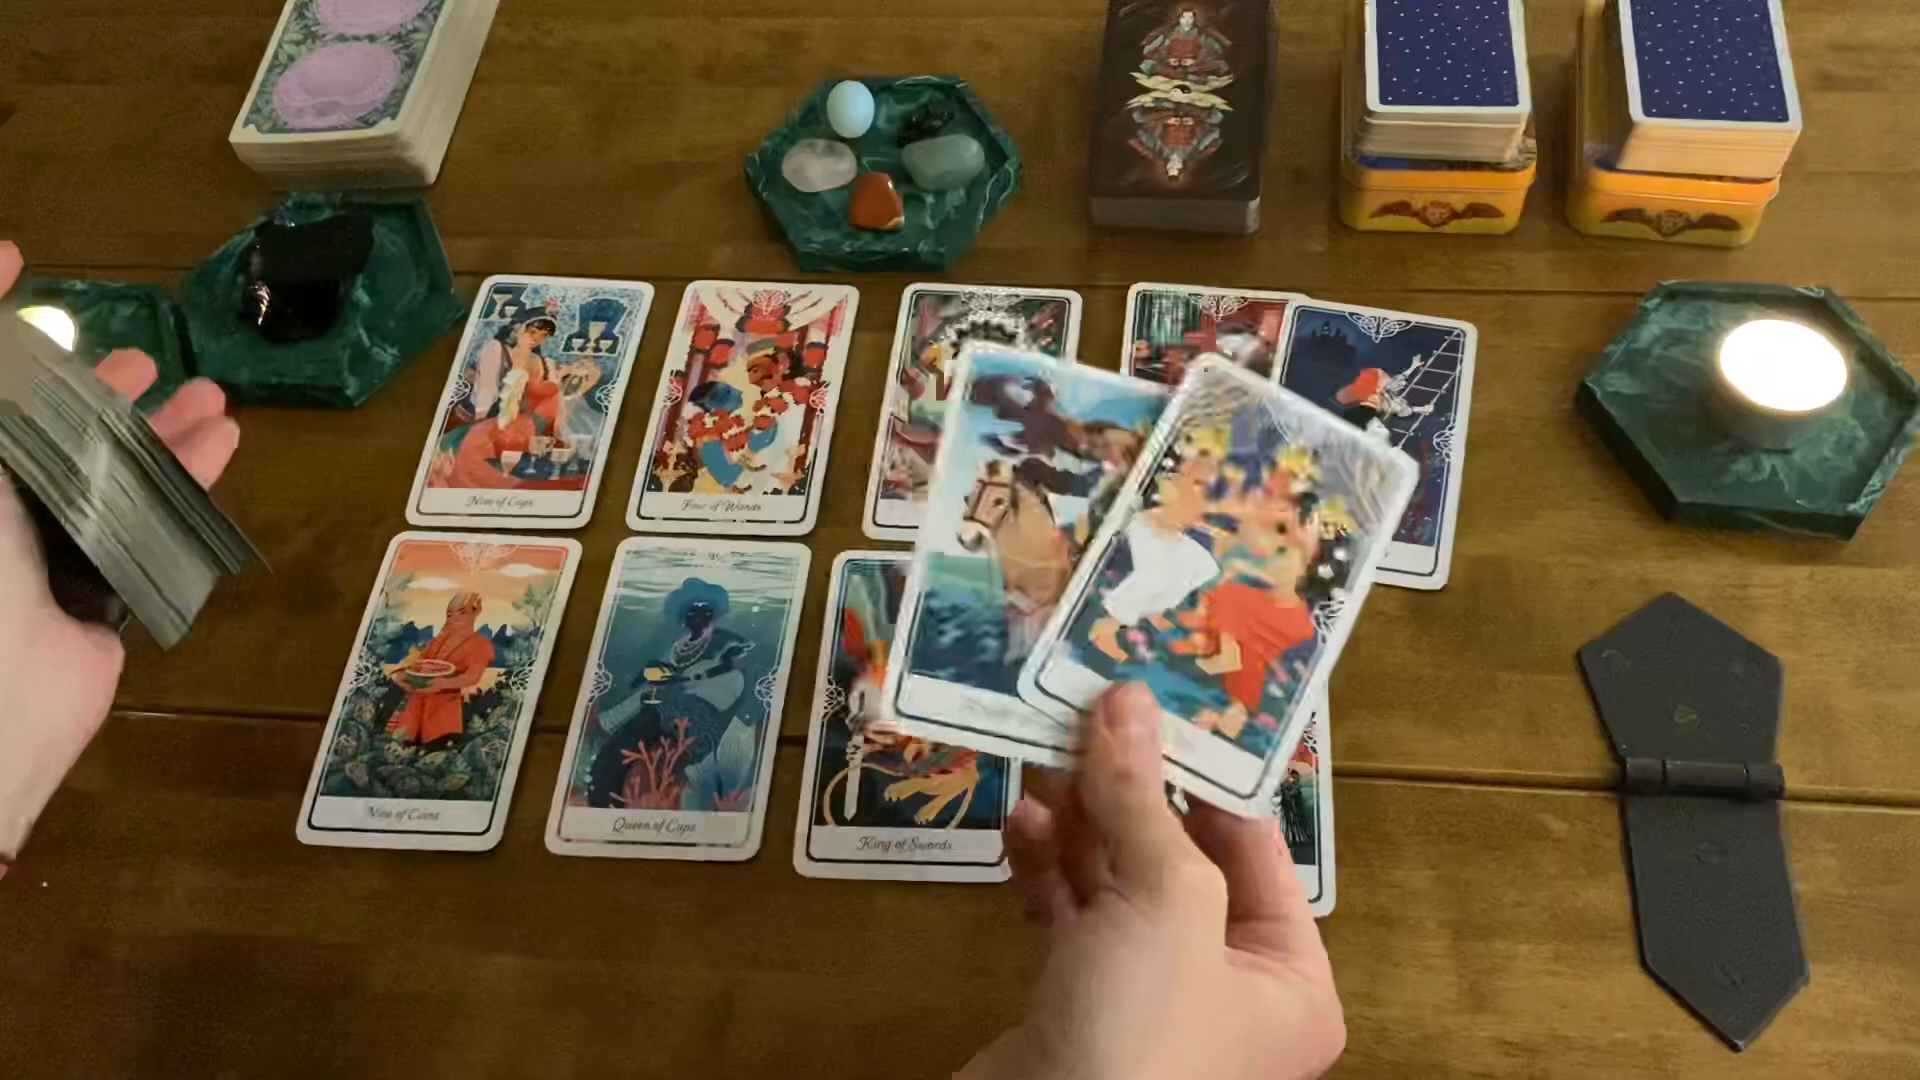 Nine of Cups
Four of Wands
Nine of Coins
Queen of Cups
King of Swords